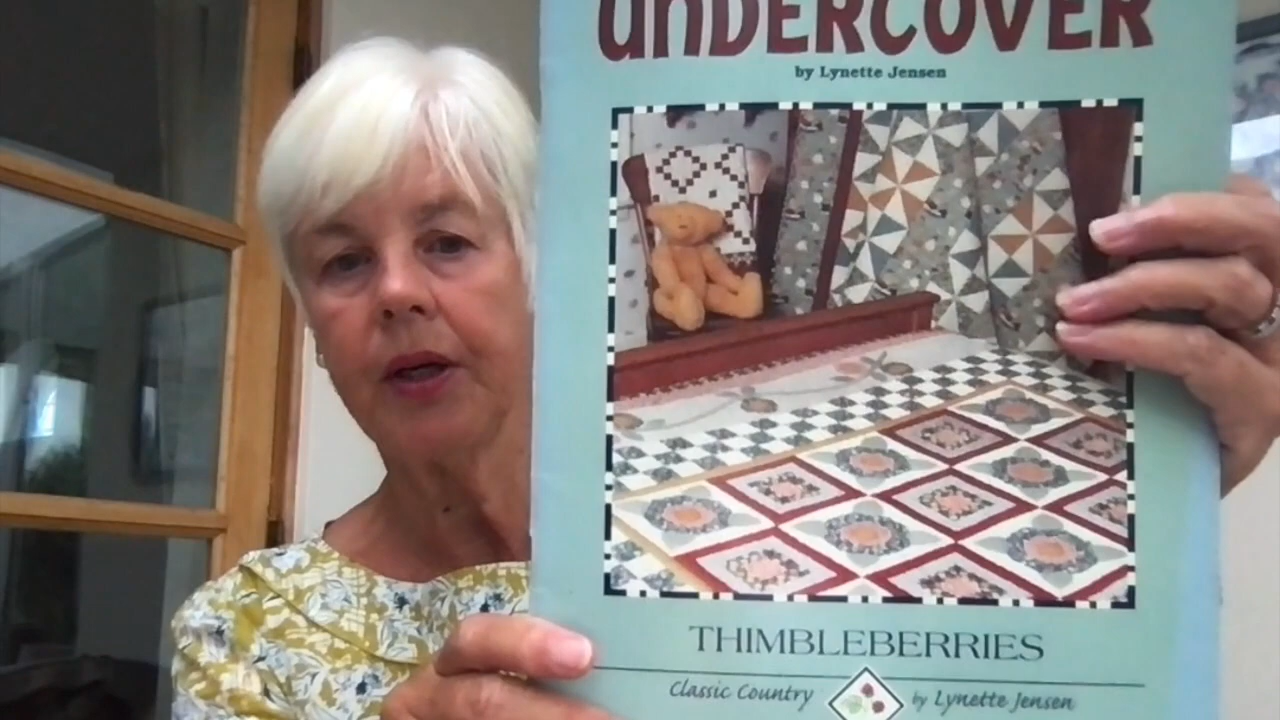 UNDERCOVER
by Lynette Jensen
THIMBLEBERRIES
Classic Country by Lynette Jensen